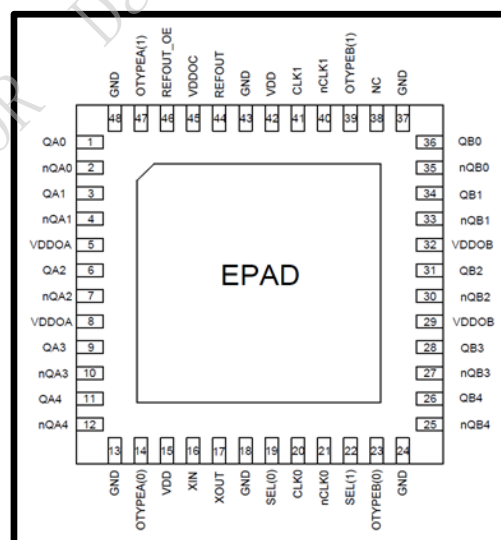 GND OTYPEA(1) REFOUT_OE VDDOC REFOUT GND VDD CLK1 nCLK1 OTYPEB(1) NC GND
48 47 46 45 44 43 42 41 40 39 38 37
QA0 1 36 QB0
nQA0 2 35 nQB0
QA1 3 34 QB1
nQA1 4 33 nQB1
VDDOA 5 32 VDDOB
QA2 6 31 QB2
EPAD
nQA2 7 30 nQB2
VDDOA 8 29 VDDOB
QA3 9 28 QB3
nQA3 10 27 nQB3
QA4 11 26 QB4
nQA4 12 25 nQB4
13 14 15 16 17 18 19 20 21 22 23 24
GND OTYPEA(0) VDD XIN XOUT GND SEL(0) CLK0 nCLK0 SEL(1) OTYPEB(0) GND